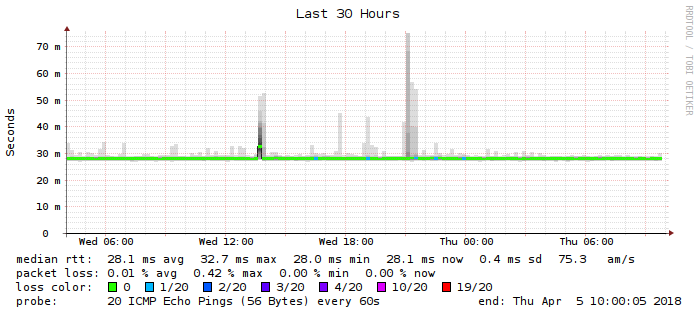 Last 30 Hours
RRDTOOL / TOBI OETIKER
Seconds
70 m
60 m
50 m
40 m
30 m
20 m
10 m
0
Wed 06:00 Wed 12:00 Wed 18:00 Thu 00:00 Thu 06:00
median rtt: 28.1 ms avg 32.7 ms max 28.0 ms min 28.1 ms now 0.4 ms sd 75.3 am/s
packet loss: 0.01 % avg 0.42 % max 0.00 % min 0.00 % now
loss color: 0 1/20 2/20 3/20 4/20 10/20 19/20
probe: 20 ICMP Echo Pings (56 Bytes) every 60s end: Thu Apr 5 10:00:05 2018